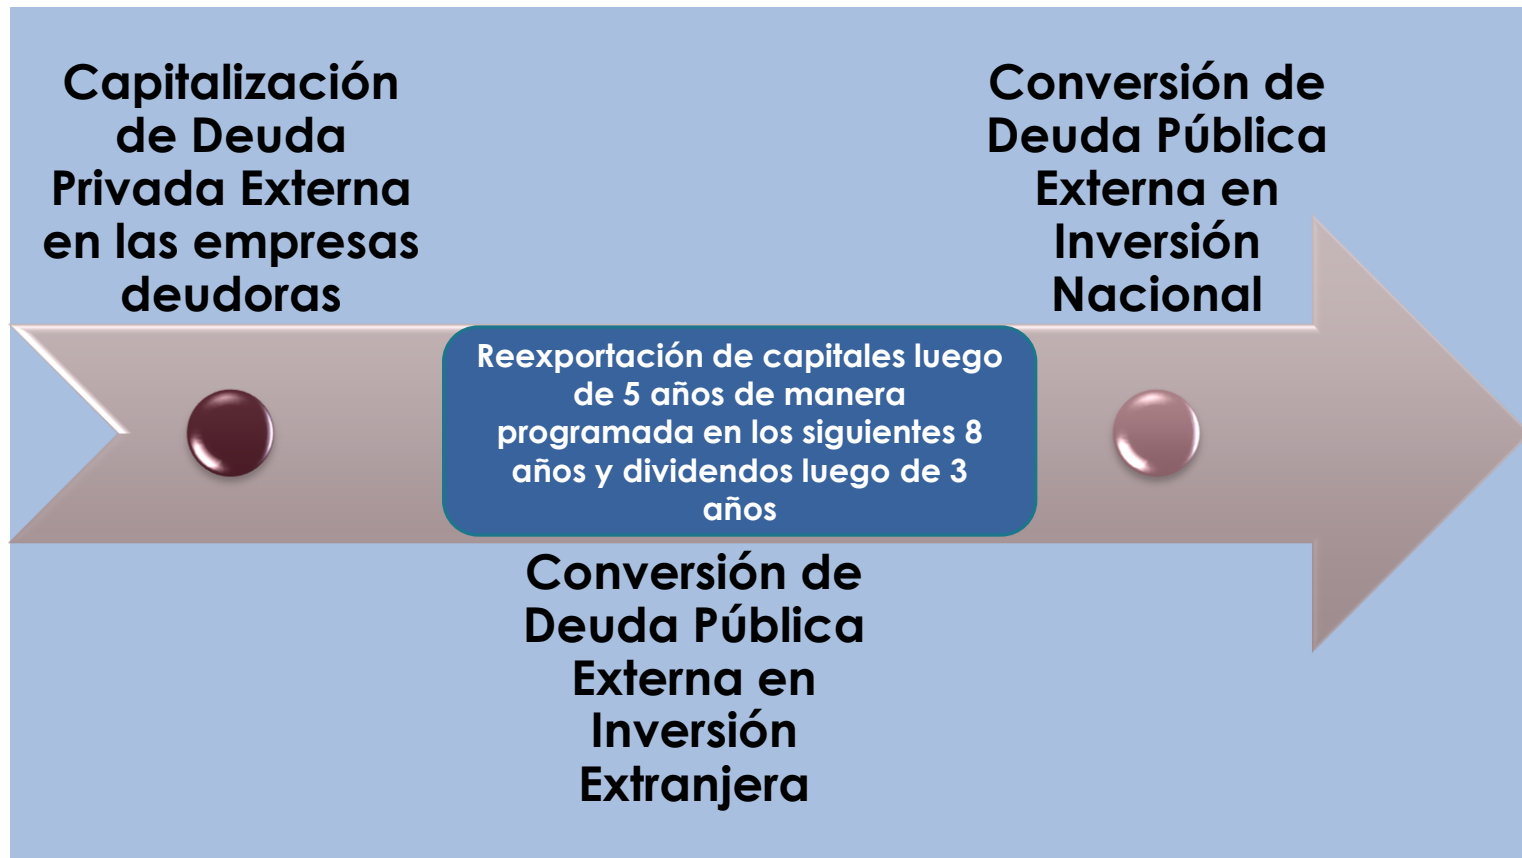 Capitalización
de Deuda
Privada Externa
en las empresas
deudoras
Reexportación de capitales luego
de 5 años de manera
programada en los siguientes 8
años y dividendos luego de 3
años
Conversión de
Deuda Pública
Externa en
Inversión
Extranjera
Conversión de
Deuda Pública
Externa en
Inversión
Nacional